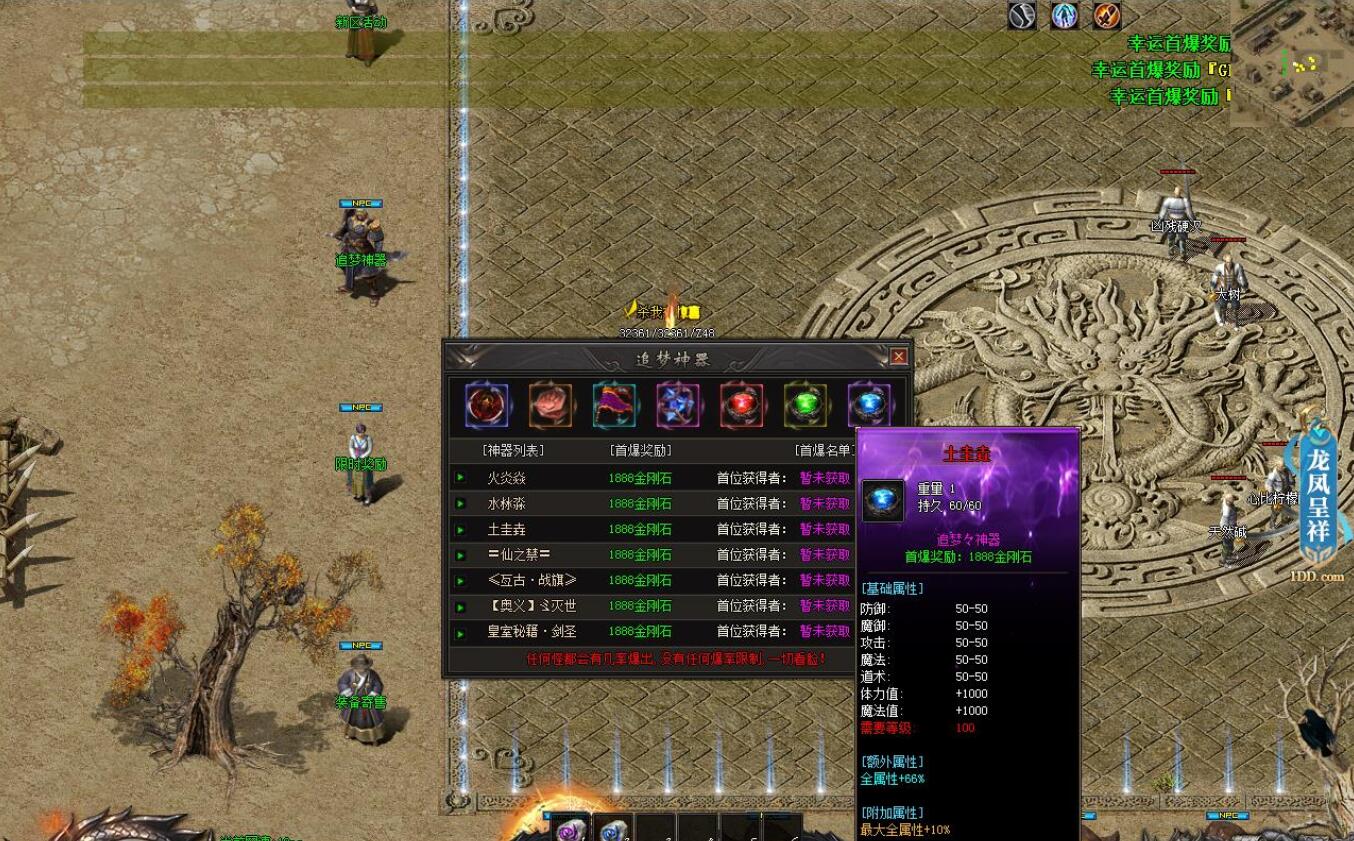 新区活动
幸运首爆奖励
幸运首爆奖励『GI
幸运首爆奖励
NPC
追梦神器
凶残硬汉
大树
32361/32361/Z48
追梦神器
[神器列表] [首爆奖励] [首爆名单]
火炎焱 1888金刚石 首位获得者： 暂未获取
水林淼 1888金刚石 首位获得者： 暂未获取
土圭垚 1888金刚石 首位获得者： 暂未获取
=仙之禁= 1888金刚石 首位获得者： 暂未获取
≪亙古·战旗≫ 1888金刚石 首位获得者： 暂未获取
【奥义】灭世 1888金刚石 首位获得者： 暂未获取
皇室秘籍·剑圣 1888金刚石 首位获得者： 暂未获取
任何怪都会有几率爆出,没有任何爆率限制,一切看脸!
NPC
限时奖励
NPC
装备寄售
土圭垚
重量 1
持久 60/60
追梦々神器
首爆奖励：1888金刚石
[基础属性]
防御: 50-50
魔御: 50-50
攻击: 50-50
魔法: 50-50
道术: 50-50
体力值: +1000
魔法值: +1000
需要等级: 100
[额外属性]
全属性+66%
[附加属性]
最大全属性+10%
心比柠檬
天然碱
龙凤呈祥
1DD.com
NPC